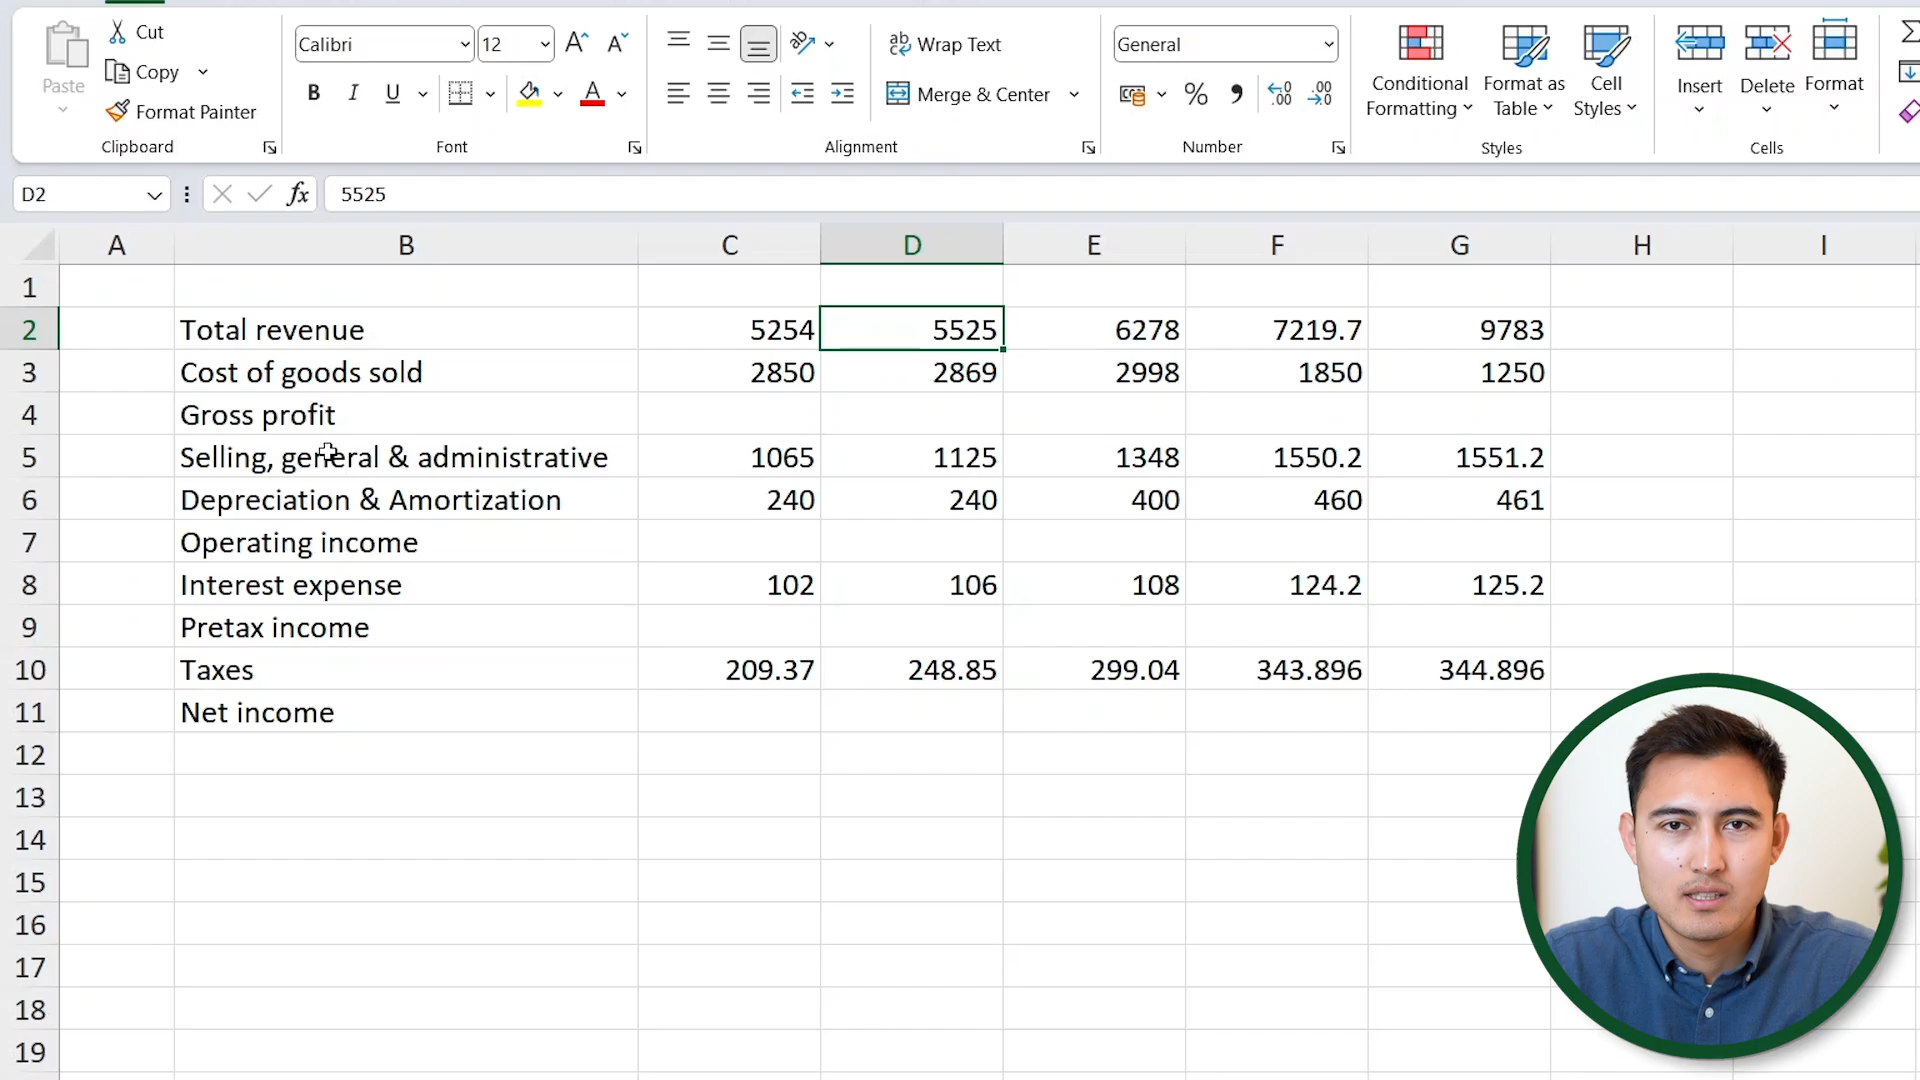 Paste
Cut
Copy
Format Painter
Clipboard
Calibri 12 A A
B I U A
Font
ab Wrap Text
Merge & Center
Alignment
General
% 9 .00 .00
Number
Conditional Formatting
Format as Table
Cell Styles
Styles
Insert
Delete
Format
Cells
D2 fx 5525
A B C D E F G H I
1
2 Total revenue 5254 5525 6278 7219.7 9783
3 Cost of goods sold 2850 2869 2998 1850 1250
4 Gross profit
5 Selling, general & administrative 1065 1125 1348 1550.2 1551.2
6 Depreciation & Amortization 240 240 400 460 461
7 Operating income
8 Interest expense 102 106 108 124.2 125.2
9 Pretax income
10 Taxes 209.37 248.85 299.04 343.896 344.896
11 Net income
12
13
14
15
16
17
18
19